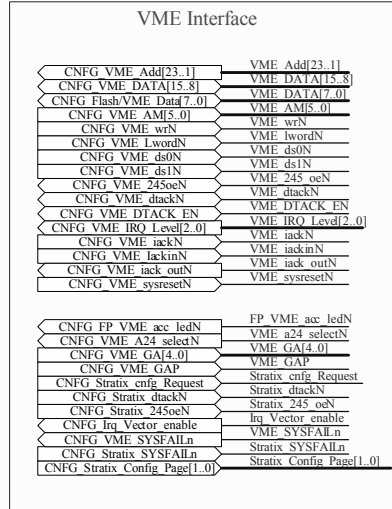 VME Interface
CNFG_VME_Add[23..1] VME_Add[23..1]
CNFG_VME_DATA[15..8] VME_DATA[15..8]
CNFG_Flash/VME_Data[7..0] VME_DATA[7..0]
CNFG_VME_AM[5..0] VME_AM[5..0]
CNFG_VME_wrN VME_wrN
CNFG_VME_LwordN VME_LwordN
CNFG_VME_ds0N VME_ds0N
CNFG_VME_ds1N VME_ds1N
CNFG_VME_245oeN VME_245_oeN
CNFG_VME_dtackN VME_dtackN
CNFG_VME_DTACK_EN VME_DTACK_EN
CNFG_VME_IRQ_Level[2..0] VME_IRQ_Level[2..0]
CNFG_VME_iackN VME_iackN
CNFG_VME_IackinN VME_iackinN
CNFG_VME_iack_outN VME_iack_outN
CNFG_VME_sysresetN VME_sysresetN
CNFG_FP_VME_acc_ledN FP_VME_acc_ledN
CNFG_VME_A24_selectN VME_a24_selectN
CNFG_VME_GA[4..0] VME_GA[4..0]
CNFG_VME_GAP VME_GAP
CNFG_Stratix_cnfg_Request Stratix_cnfg_Request
CNFG_Stratix_dtackN Stratix_dtackN
CNFG_Stratix_245oeN Stratix_245_oeN
CNFG_Irq_Vector_enable Irq_Vector_enable
CNFG_VME_SYSFAILn VME_SYSFAILn
CNFG_Stratix_SYSFAILn Stratix_SYSFAILn
CNFG_Stratix_Config_Page[1..0] Stratix_Config_Page[1..0]